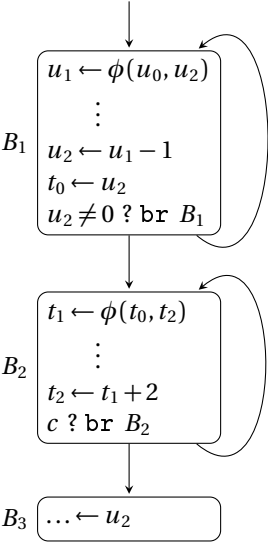 u₁ ← ϕ(u₀, u₂)
⋮
B₁
u₂ ← u₁ − 1
t₀ ← u₂
u₂ ≠ 0 ? br B₁
t₁ ← ϕ(t₀, t₂)
⋮
B₂
t₂ ← t₁ + 2
c ? br B₂
B₃ … ← u₂